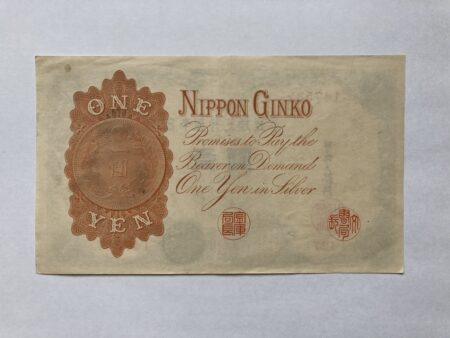 ONE
YEN
NIPPON GINKO
Promises to Pay the
Bearer on Demand
One Yen in Silver